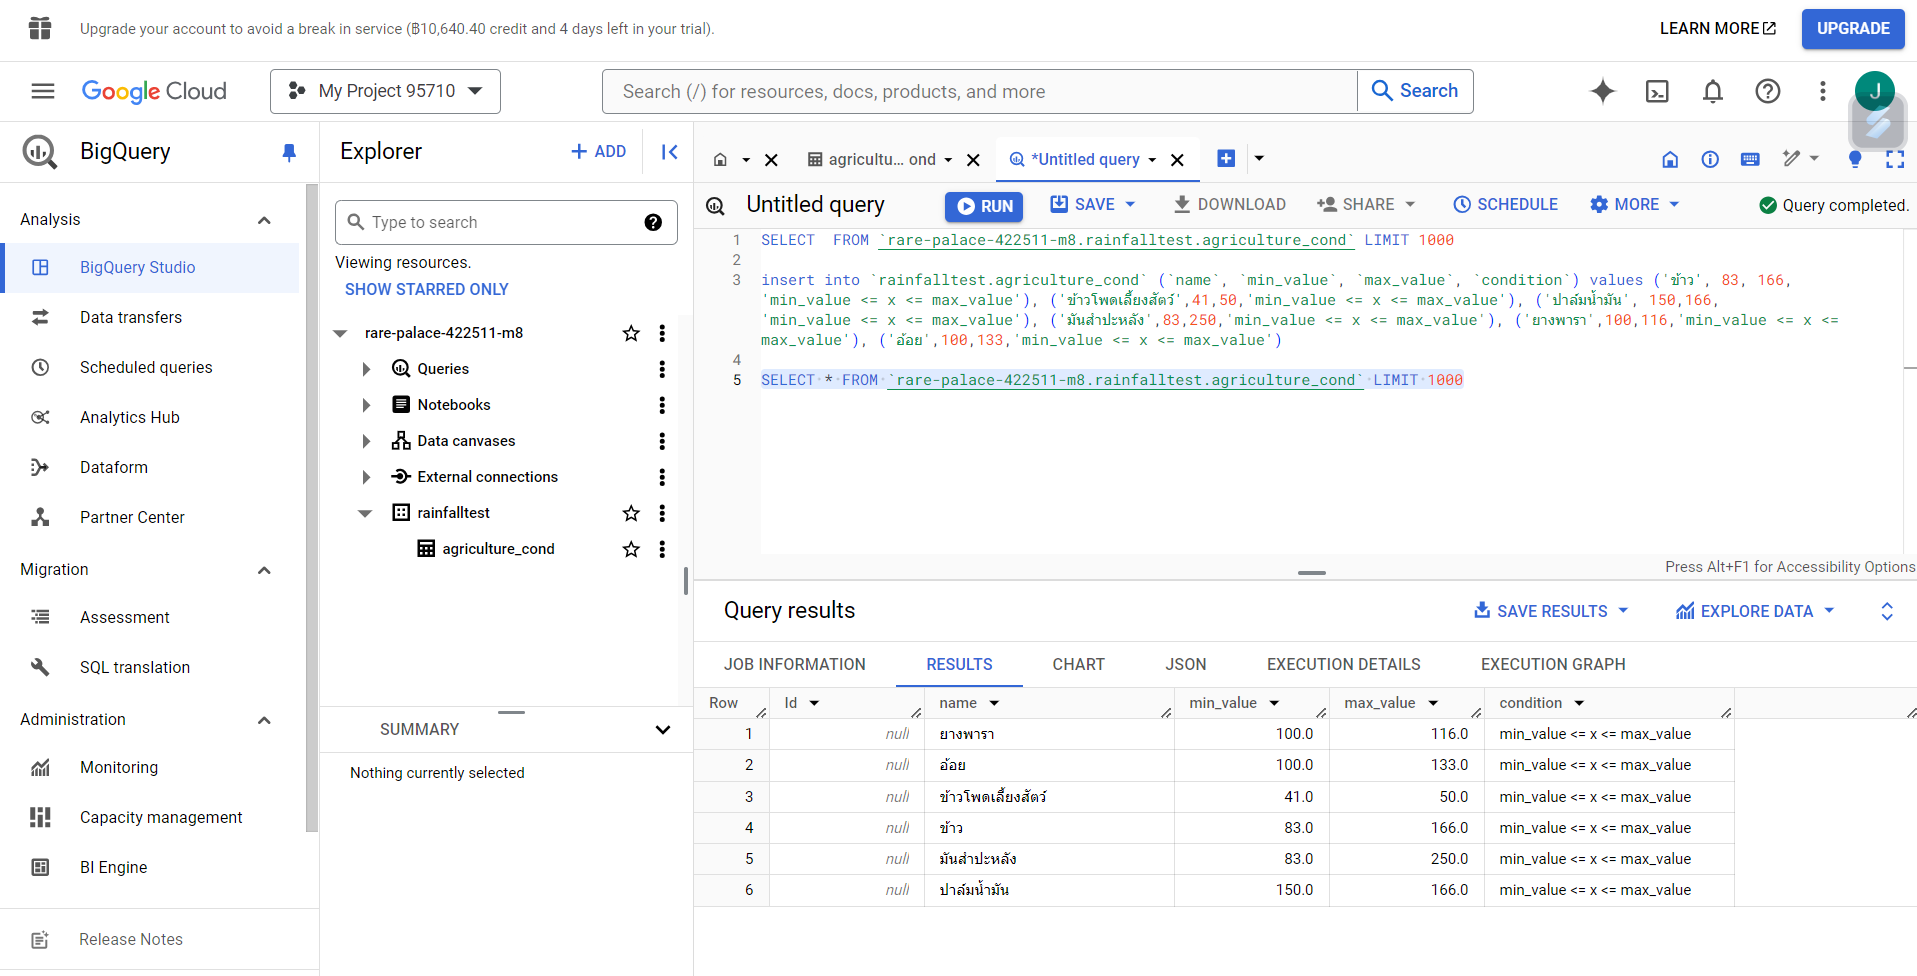 Upgrade your account to avoid a break in service (฿10,640.40 credit and 4 days left in your trial).
LEARN MORE
UPGRADE
Google Cloud
My Project 95710
Search (/) for resources, docs, products, and more
Search
J
BigQuery
Analysis
BigQuery Studio
Data transfers
Scheduled queries
Analytics Hub
Dataform
Partner Center
Migration
Assessment
SQL translation
Administration
Monitoring
Capacity management
BI Engine
Release Notes
Explorer
+ ADD
Type to search
Viewing resources.
SHOW STARRED ONLY
rare-palace-422511-m8
Queries
Notebooks
Data canvases
External connections
rainfalltest
agriculture_cond
SUMMARY
Nothing currently selected
agricultu... ond
*Untitled query
Untitled query
RUN
SAVE
DOWNLOAD
SHARE
SCHEDULE
MORE
Query completed.
1 SELECT  FROM `rare-palace-422511-m8.rainfalltest.agriculture_cond` LIMIT 1000
2
3 insert into `rainfalltest.agriculture_cond` (`name`, `min_value`, `max_value`, `condition`) values ('ข้าว', 83, 166,
'min_value <= x <= max_value'), ('ข้าวโพดเลี้ยงสัตว์',41,50,'min_value <= x <= max_value'), ('ปาล์มน้ำมัน', 150,166,
'min_value <= x <= max_value'), ('มันสำปะหลัง',83,250,'min_value <= x <= max_value'), ('ยางพารา',100,116,'min_value <= x <=
max_value'), ('อ้อย',100,133,'min_value <= x <= max_value')
4
5 SELECT * FROM `rare-palace-422511-m8.rainfalltest.agriculture_cond` LIMIT 1000
Press Alt+F1 for Accessibility Options
Query results
SAVE RESULTS
EXPLORE DATA
JOB INFORMATION RESULTS CHART JSON EXECUTION DETAILS EXECUTION GRAPH
Row Id name min_value max_value condition
1 null ยางพารา 100.0 116.0 min_value <= x <= max_value
2 null อ้อย 100.0 133.0 min_value <= x <= max_value
3 null ข้าวโพดเลี้ยงสัตว์ 41.0 50.0 min_value <= x <= max_value
4 null ข้าว 83.0 166.0 min_value <= x <= max_value
5 null มันสำปะหลัง 83.0 250.0 min_value <= x <= max_value
6 null ปาล์มน้ำมัน 150.0 166.0 min_value <= x <= max_value